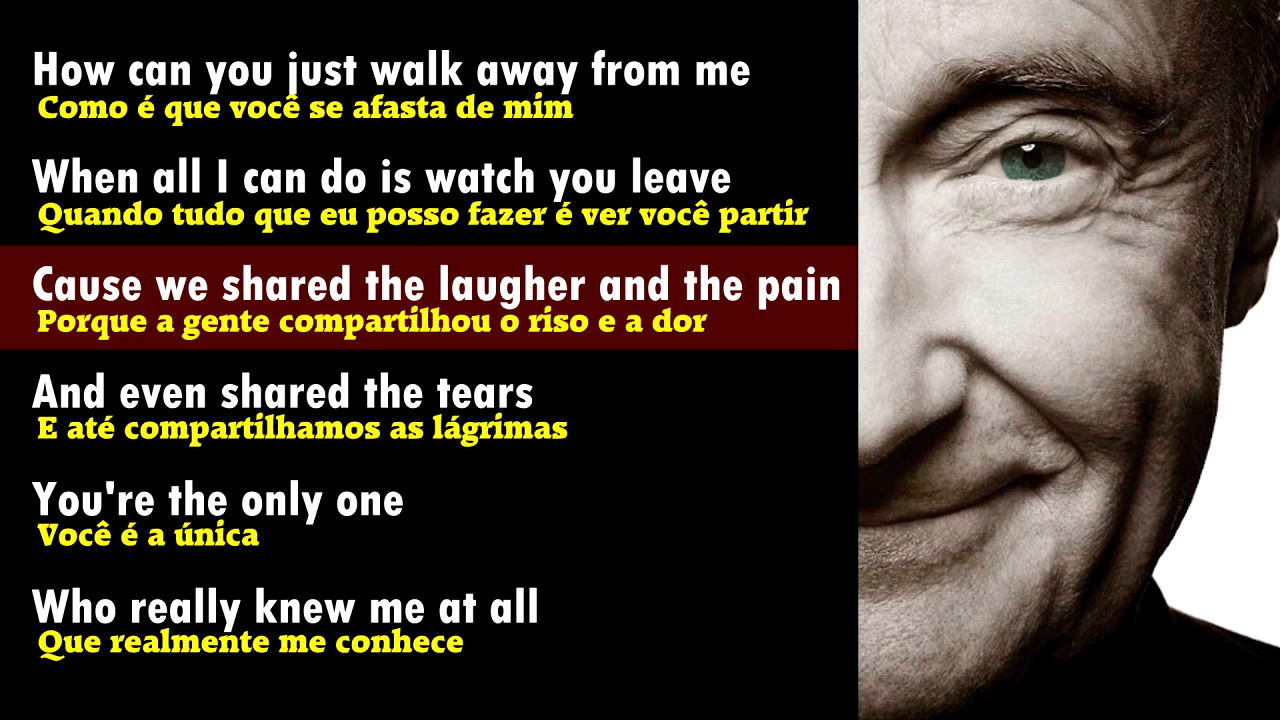 How can you just walk away from me
Como é que você se afasta de mim
When all I can do is watch you leave
Quando tudo que eu posso fazer é ver você partir
Cause we shared the laugher and the pain
Porque a gente compartilhou o riso e a dor
And even shared the tears
E até compartilhamos as lágrimas
You're the only one
Você é a única
Who really knew me at all
Que realmente me conhece